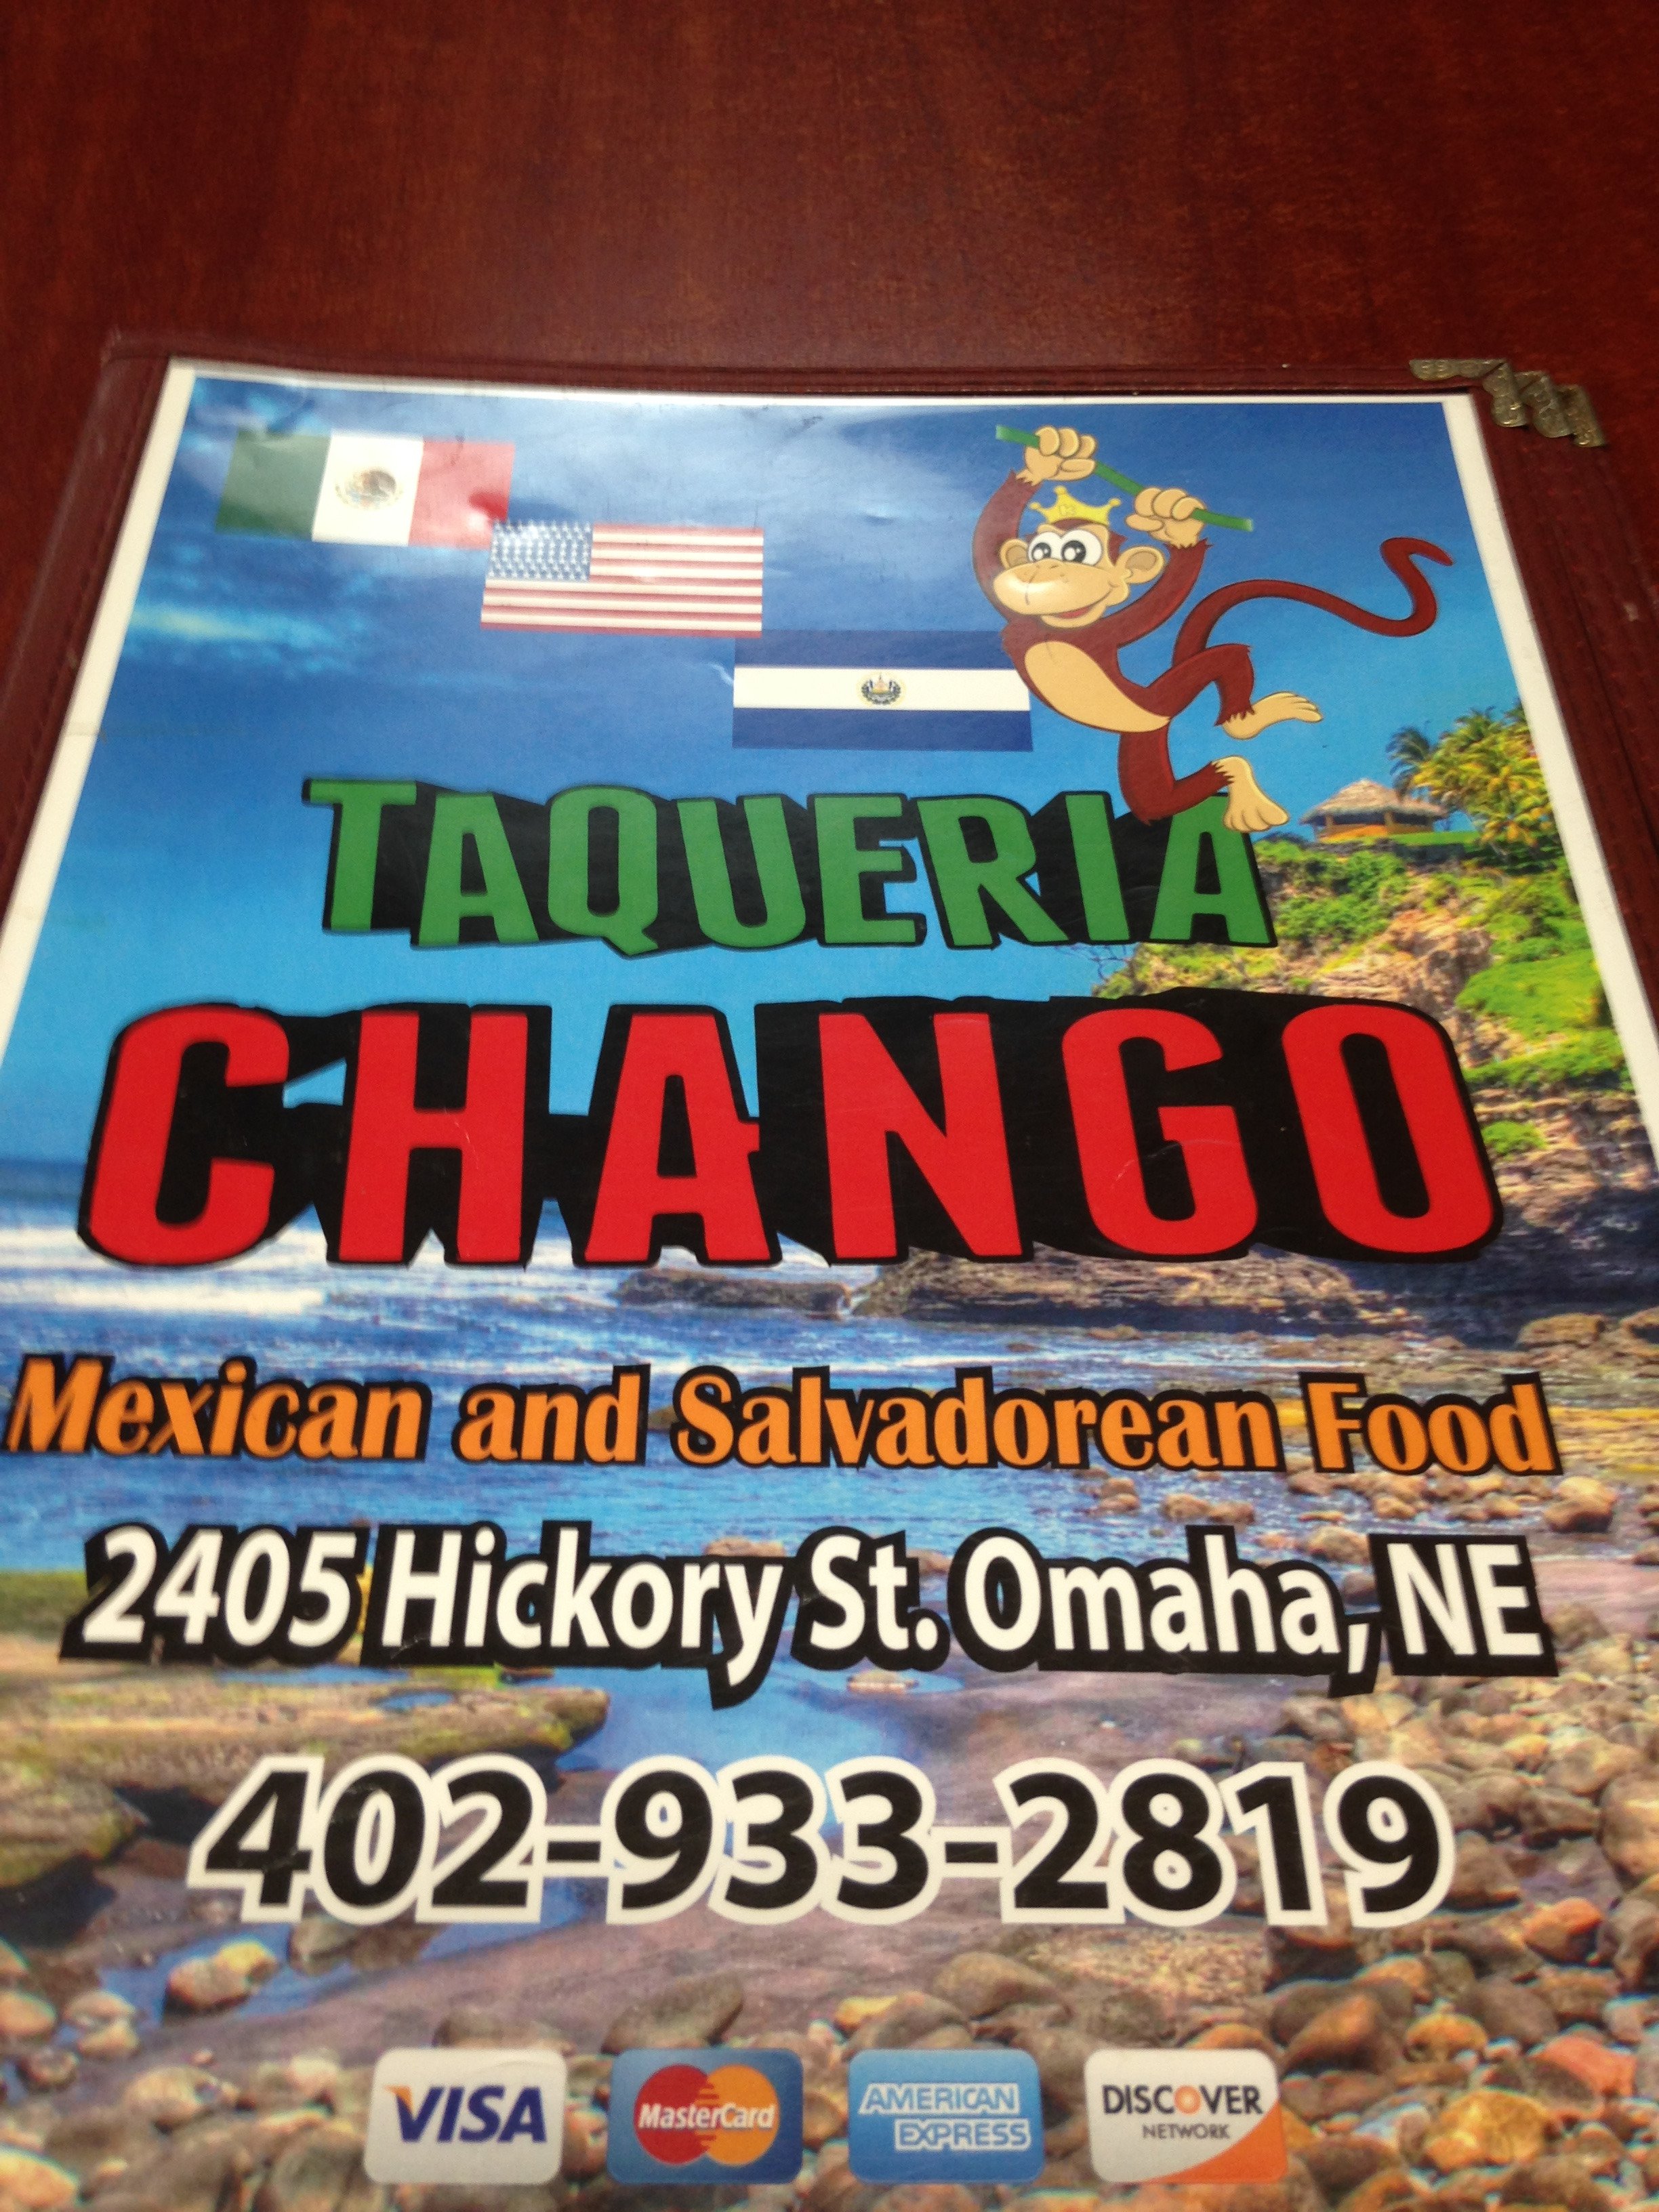 TAQUERIA
CHANGO
Mexican and Salvadorean Food
2405 Hickory St. Omaha, NE
402-933-2819
VISA MasterCard AMERICAN EXPRESS DISCOVER NETWORK